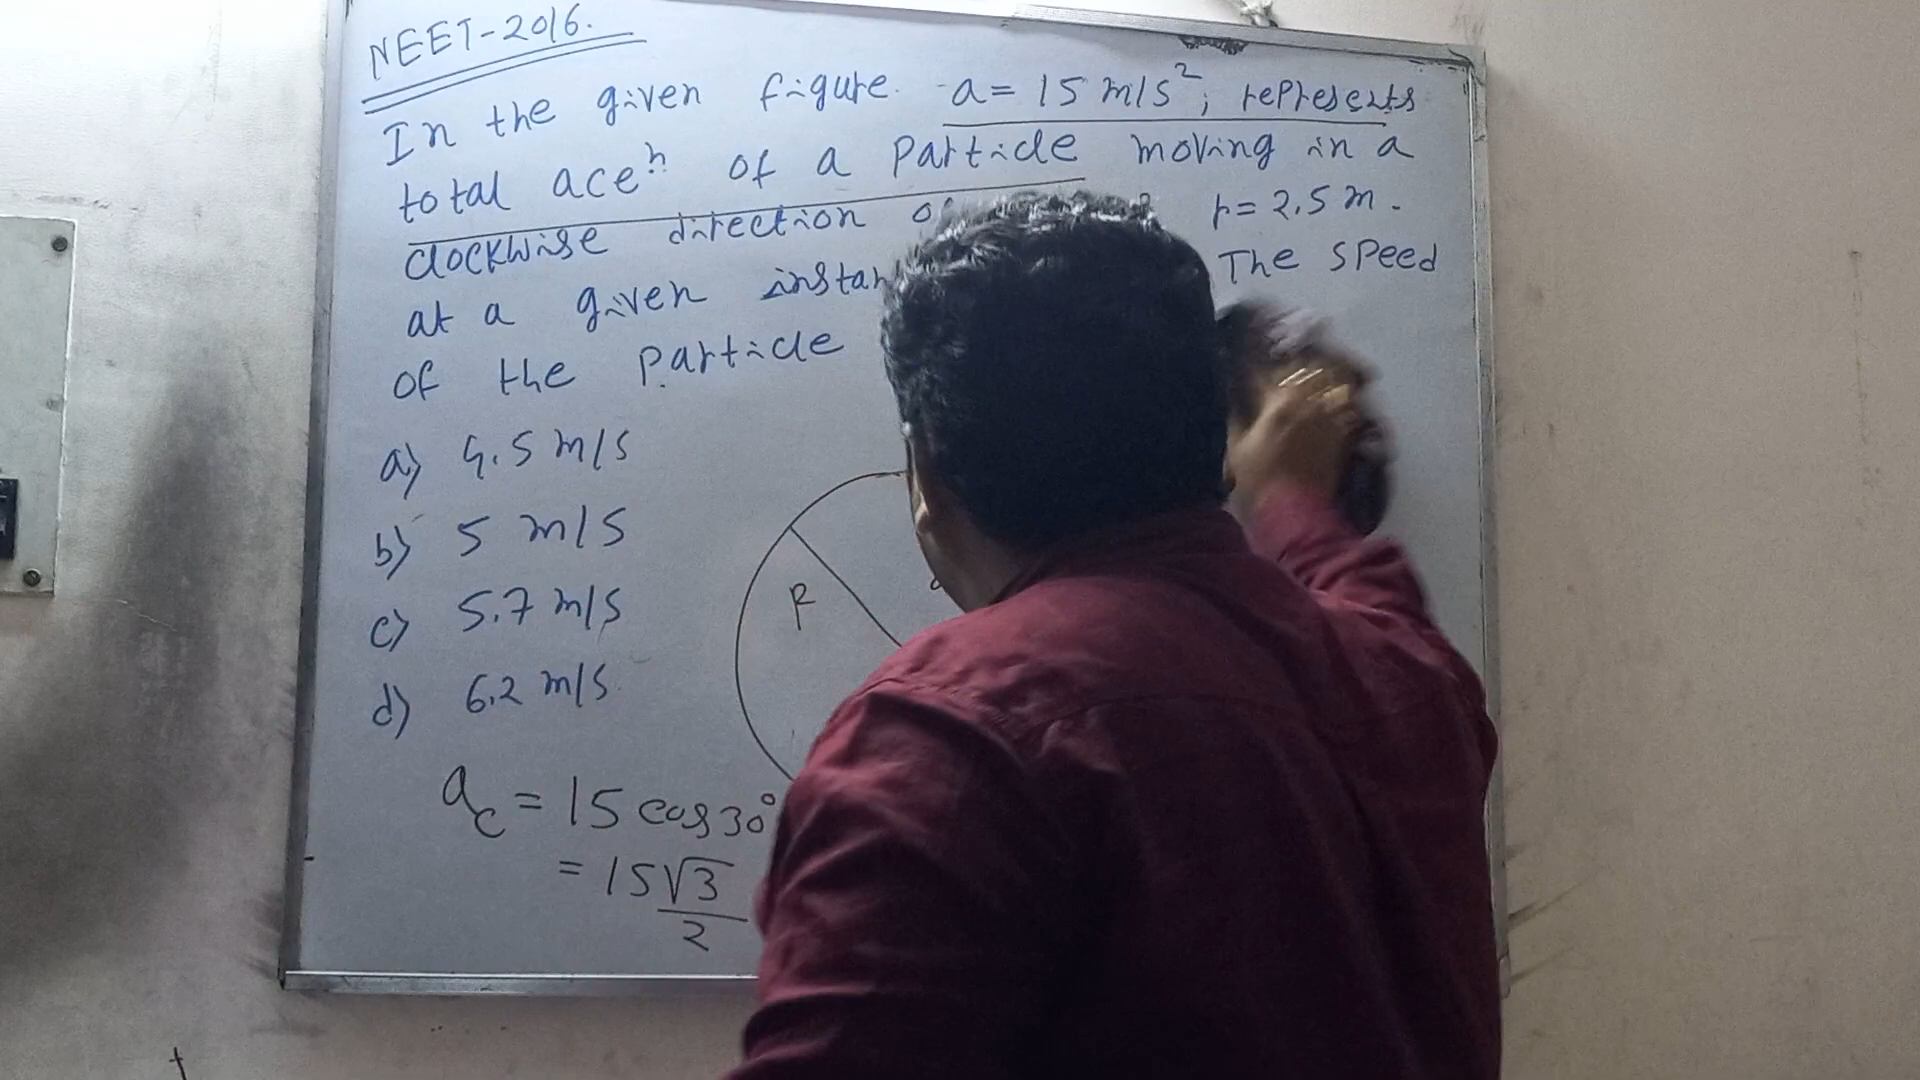 NEET-2016.
In the given figure. a = 15 m/s², represents
total aceⁿ of a particle moving in a
clockwise direction of r = 2.5 m.
at a given The speed
of the particle
a) 4.5 m/s
b) 5 m/s
c) 5.7 m/s
d) 6.2 m/s
R
a_c = 15 cos 30°
= 15√3/2